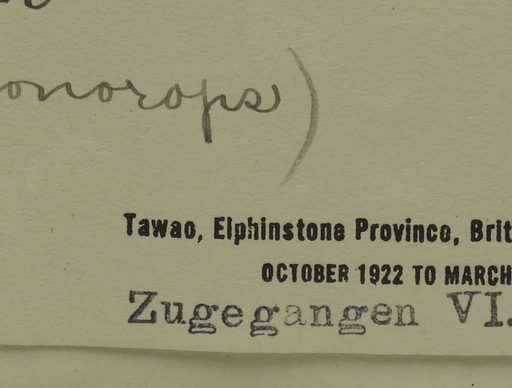 onorops)
Tawao, Elphinstone Province, Brit
OCTOBER 1922 TO MARCH
Zugegangen VI.